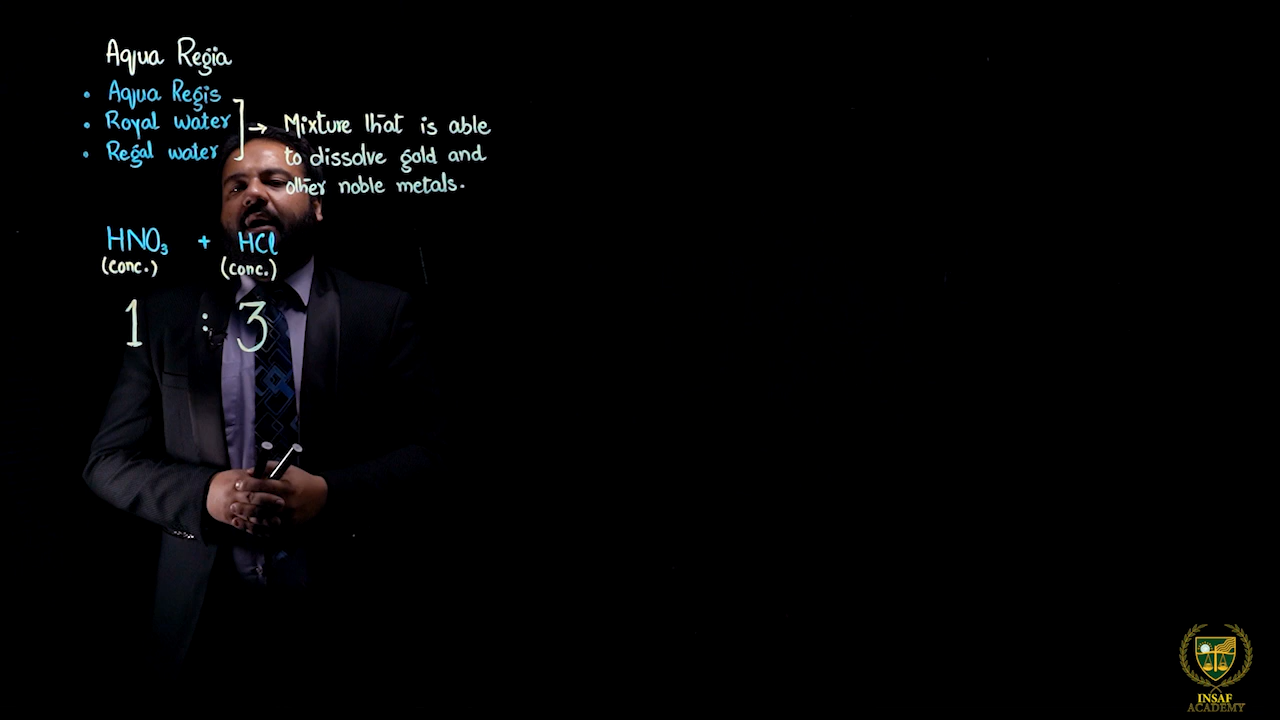 Aqua Regia
• Aqua Regis
• Royal water
• Regal water
→ Mixture that is able
to dissolve gold and
other noble metals.
HNO₃ + HCl
(conc.) (conc.)
1 : 3
INSAF
ACADEMY